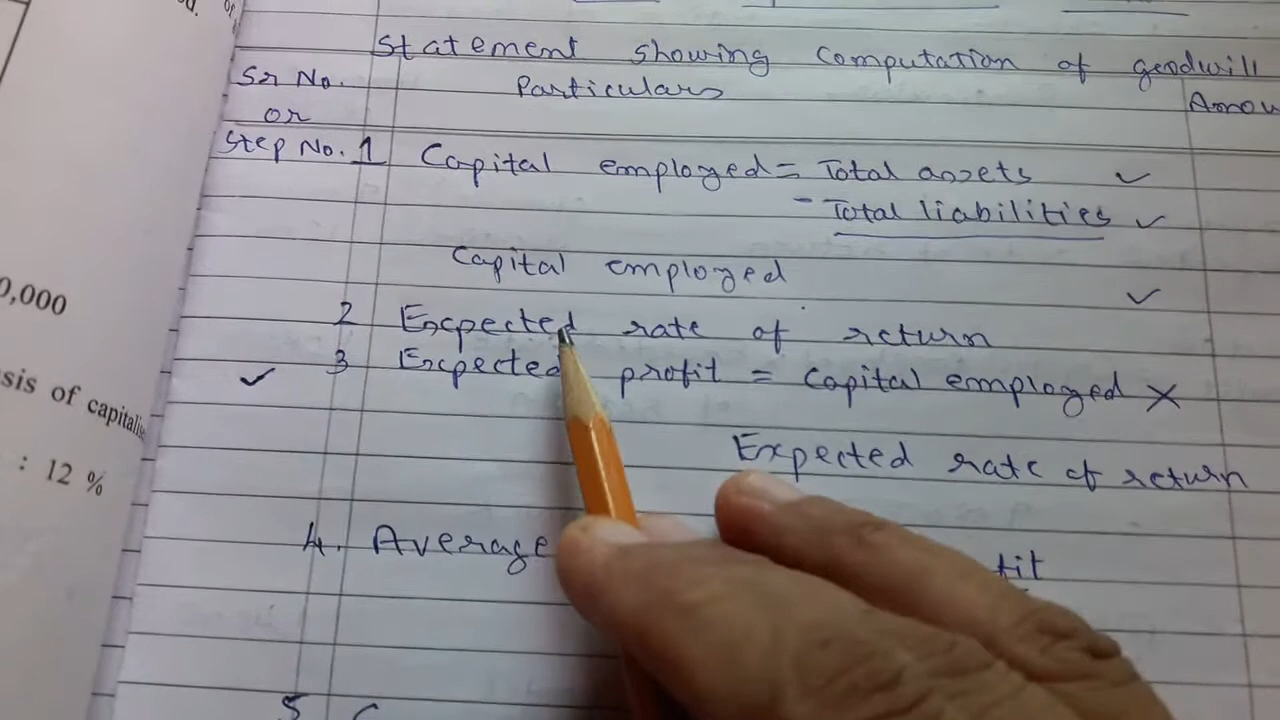 Statement showing computation of goodwill
Sr No. Particulars
or
Step No. 1 Capital employed = Total assets
- Total liabilities
Capital employed
2 Expected rate of return
3 Expected profit = Capital employed ×
Expected rate of return
4. Average
5
0,000
sis of
: 12 %